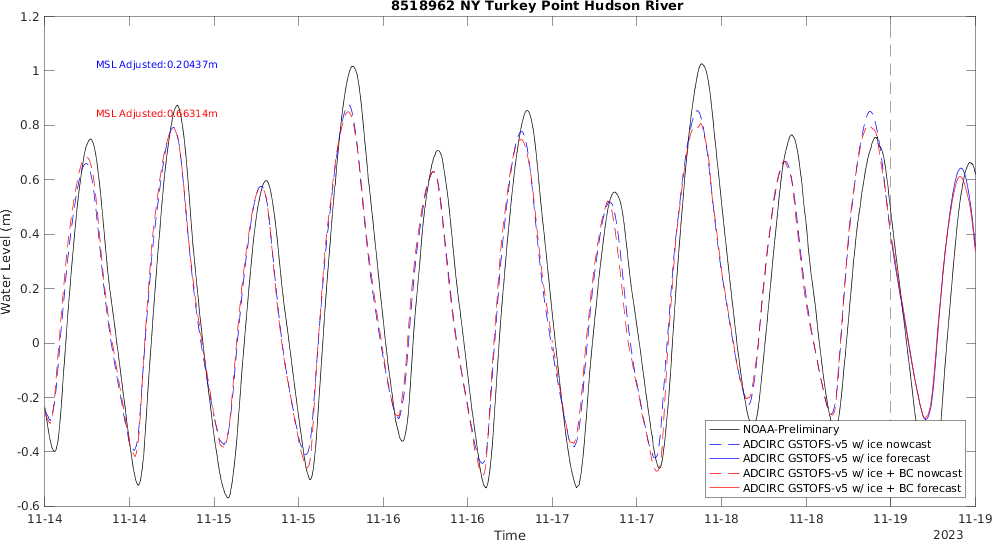 8518962 NY Turkey Point Hudson River
1.2
1
0.8
0.6
0.4
0.2
0
-0.2
-0.4
-0.6
Water Level (m)
MSL Adjusted:0.20437m
MSL Adjusted:0.66314m
NOAA-Preliminary
ADCIRC GSTOFS-v5 w/ ice nowcast
ADCIRC GSTOFS-v5 w/ ice forecast
ADCIRC GSTOFS-v5 w/ ice + BC nowcast
ADCIRC GSTOFS-v5 w/ ice + BC forecast
11-14 11-14 11-15 11-15 11-16 11-16 11-17 11-17 11-18 11-18 11-19 11-19
Time
2023